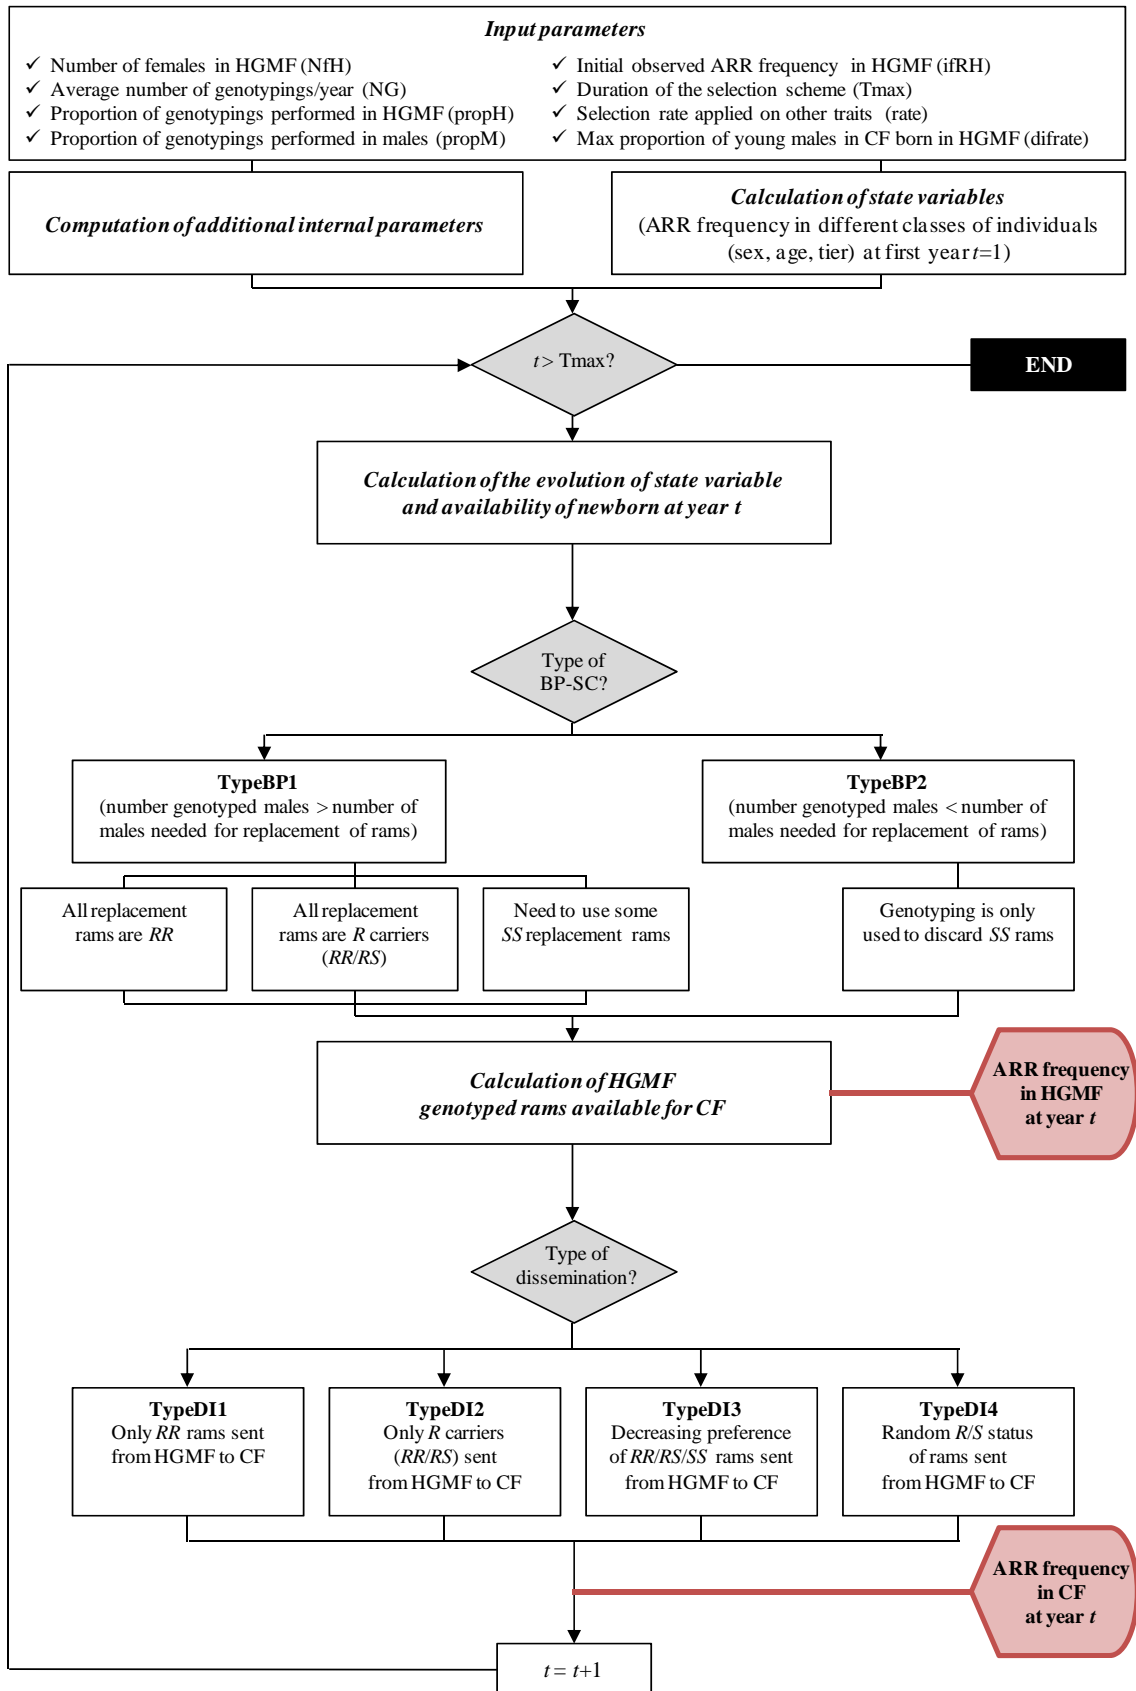 Input parameters
✓ Number of females in HGMF (NfH)
✓ Average number of genotypings/year (NG)
✓ Proportion of genotypings performed in HGMF (propH)
✓ Proportion of genotypings performed in males (propM)
✓ Initial observed ARR frequency in HGMF (ifRH)
✓ Duration of the selection scheme (Tmax)
✓ Selection rate applied on other traits (rate)
✓ Max proportion of young males in CF born in HGMF (difrate)
Computation of additional internal parameters
Calculation of state variables
(ARR frequency in different classes of individuals
(sex, age, tier) at first year t=1)
t > Tmax?
END
Calculation of the evolution of state variable
and availability of newborn at year t
Type of
BP-SC?
TypeBP1
(number genotyped males > number of
males needed for replacement of rams)
TypeBP2
(number genotyped males < number of
males needed for replacement of rams)
All replacement
rams are RR
All replacement
rams are R carriers
(RR/RS)
Need to use some
SS replacement rams
Genotyping is only
used to discard SS rams
Calculation of HGMF
genotyped rams available for CF
ARR frequency
in HGMF
at year t
Type of
dissemination?
TypeDI1
Only RR rams sent
from HGMF to CF
TypeDI2
Only R carriers
(RR/RS) sent
from HGMF to CF
TypeDI3
Decreasing preference
of RR/RS/SS rams sent
from HGMF to CF
TypeDI4
Random R/S status
of rams sent
from HGMF to CF
ARR frequency
in CF
at year t
t = t+1